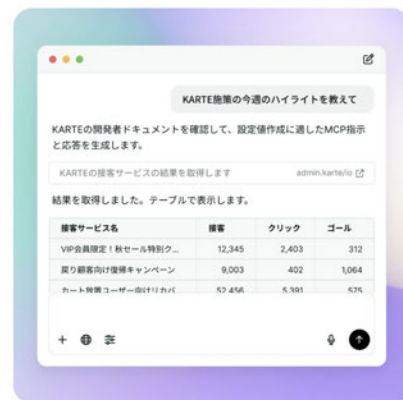 KARTE施策の今週のハイライトを教えて
KARTEの開発者ドキュメントを確認して、設定値作成に適したMCP指示
と応答を生成します。
KARTEの接客サービスの結果を取得します admin.karte/io
結果を取得しました。テーブルで表示します。
接客サービス名 接客 クリック ゴール
VIP会員限定！秋セール特別ク... 12,345 2,403 312
戻り顧客向け復帰キャンペーン 9,003 402 1,064
カート放置ユーザー向けリカバ 52,456 5,391 575